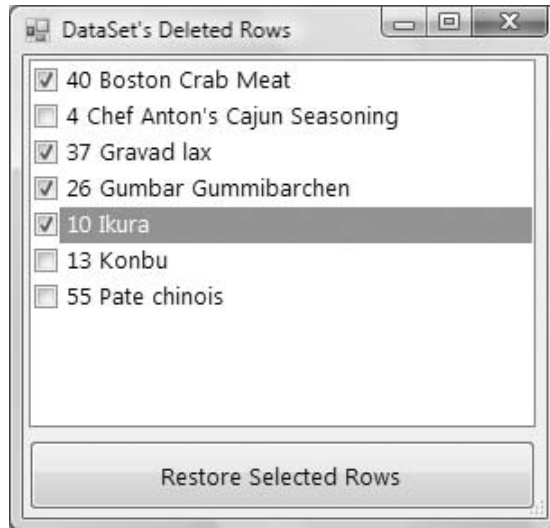 DataSet's Deleted Rows
40 Boston Crab Meat
4 Chef Anton's Cajun Seasoning
37 Gravad lax
26 Gumbar Gummibarchen
10 Ikura
13 Konbu
55 Pate chinois
Restore Selected Rows